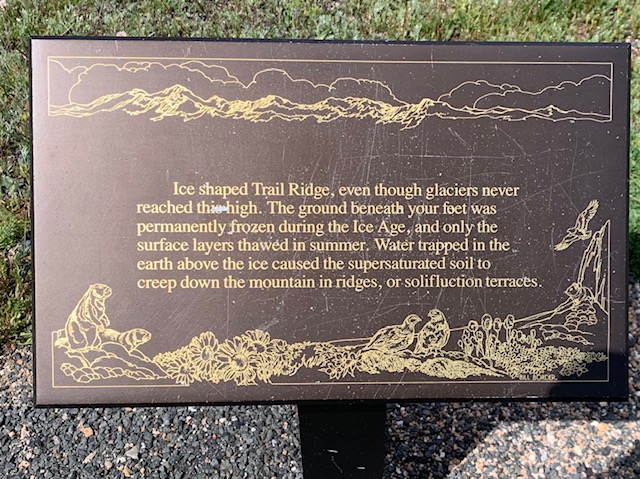 Ice shaped Trail Ridge, even though glaciers never
reached this high. The ground beneath your feet was
permanently frozen during the Ice Age, and only the
surface layers thawed in summer. Water trapped in the
earth above the ice caused the supersaturated soil to
creep down the mountain in ridges, or solifluction terraces.
BILL BORDER